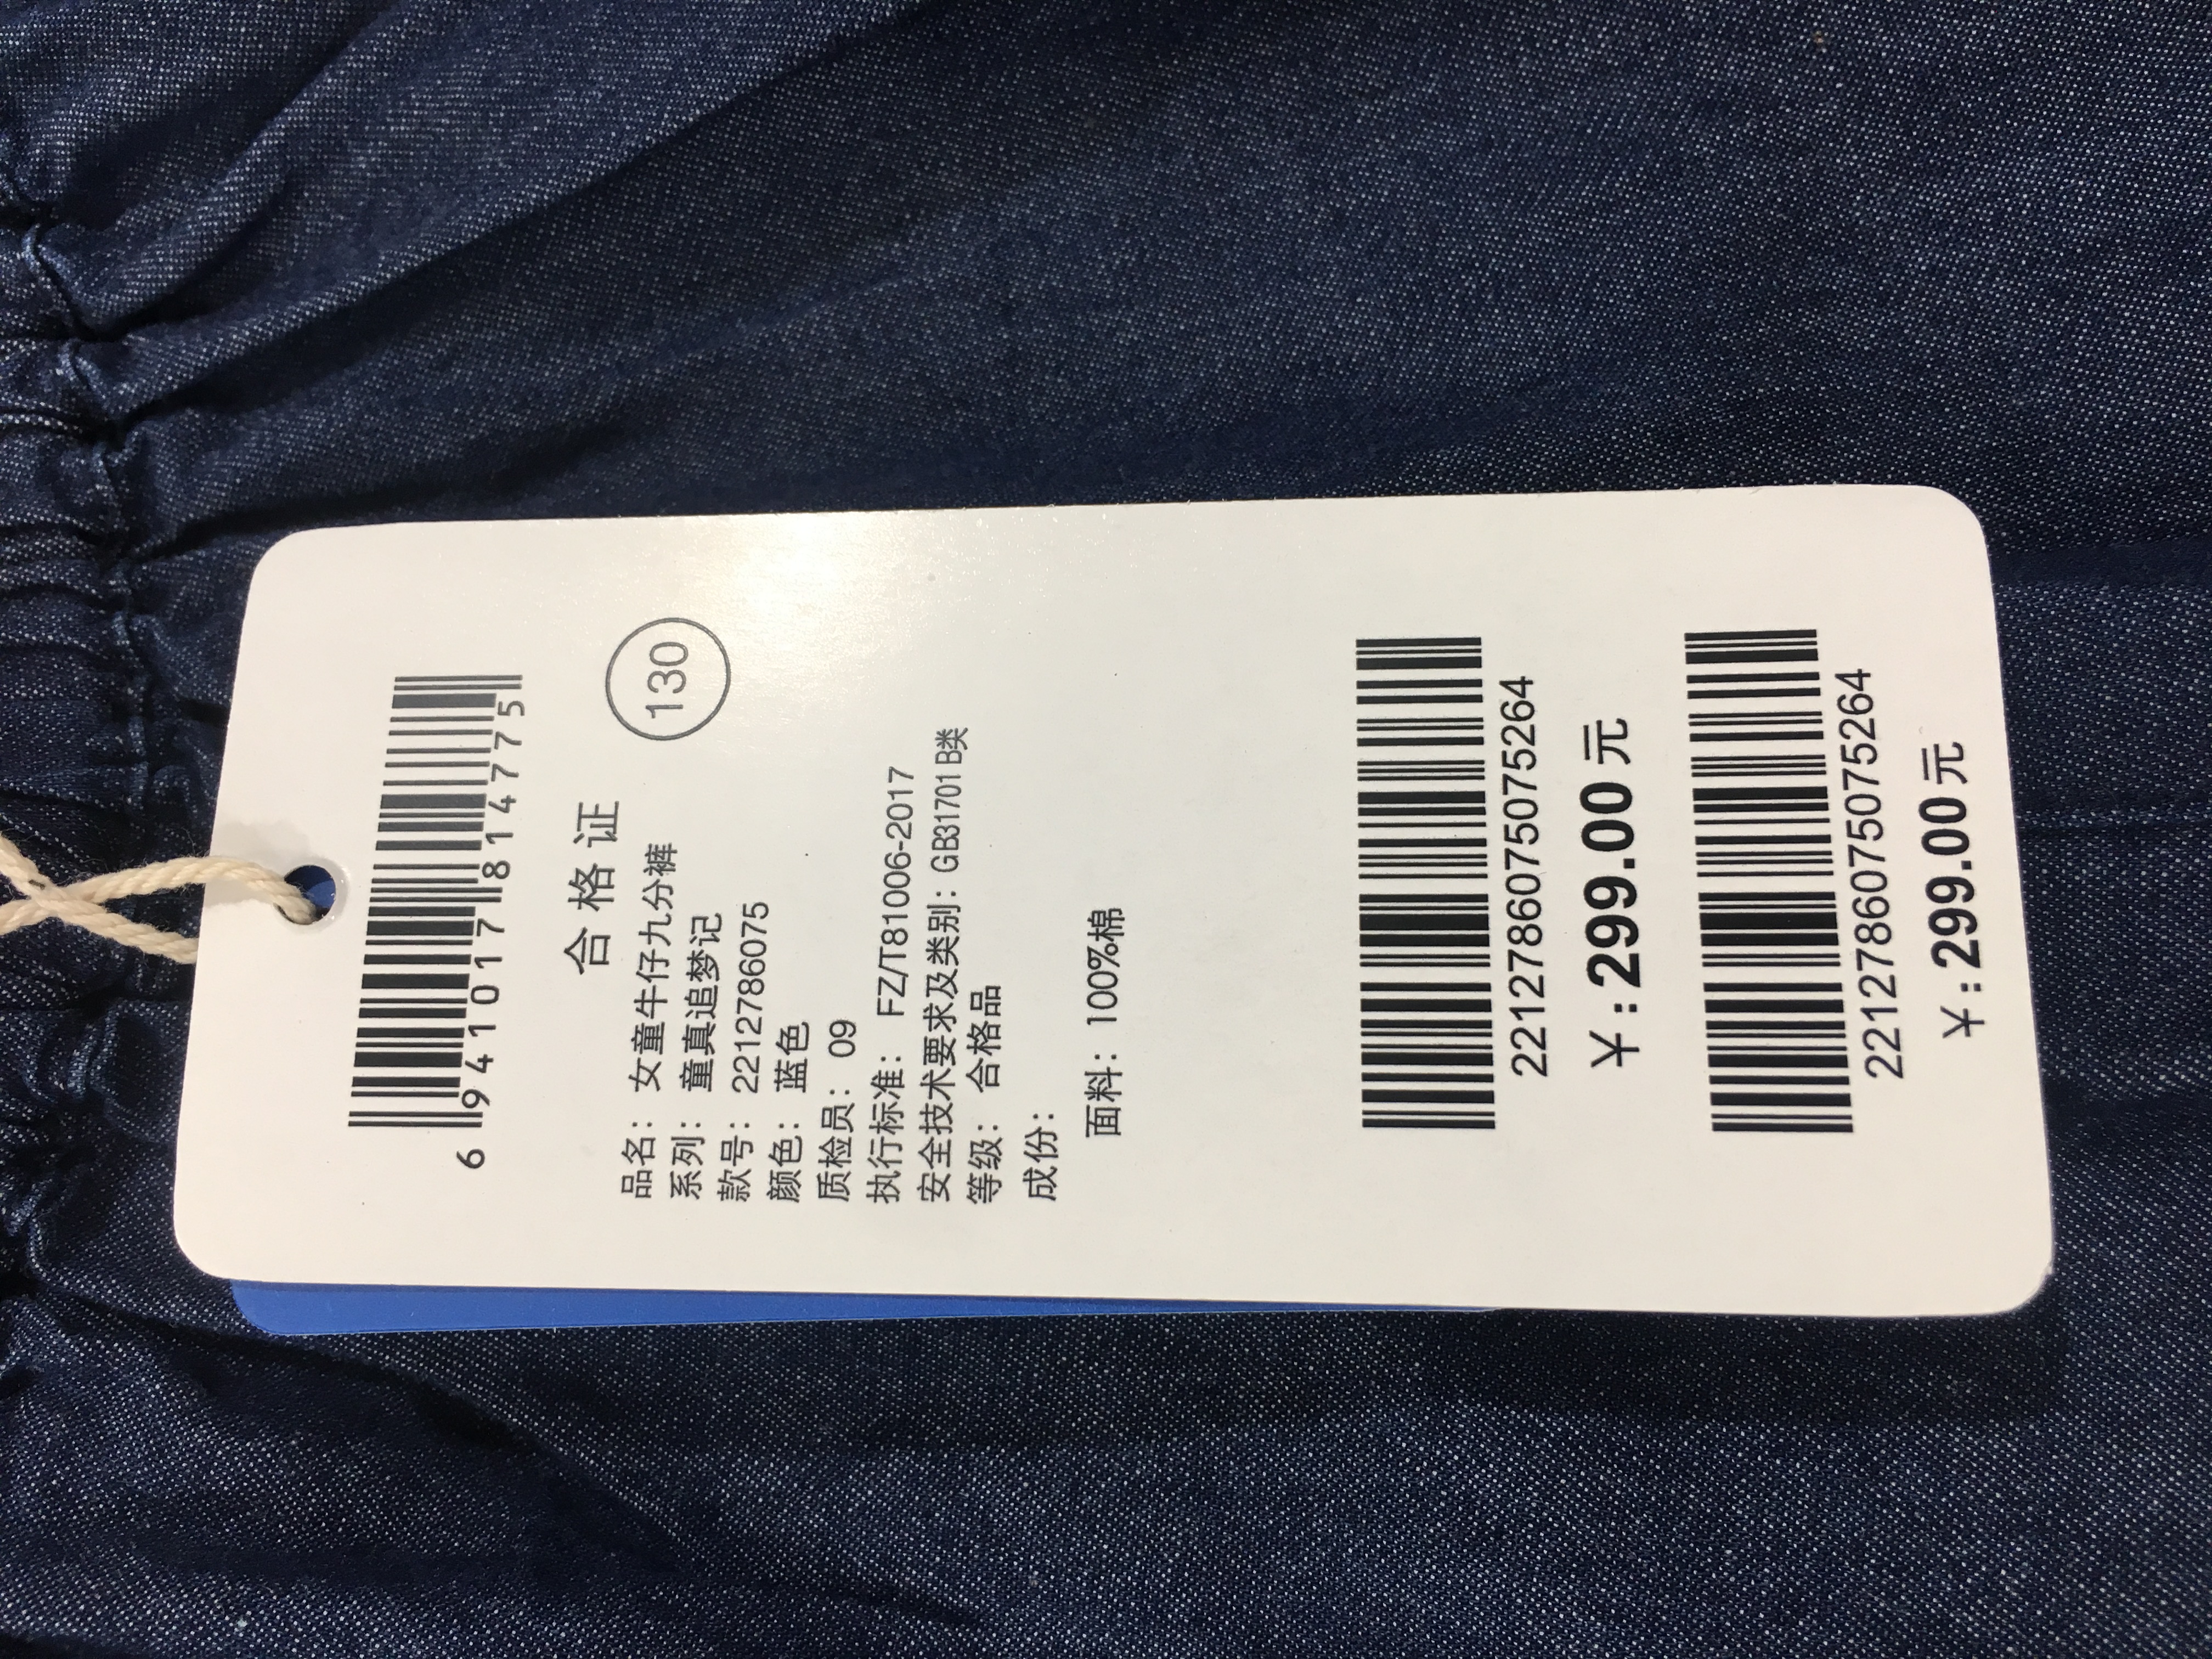 6941017814775
合格证
130
品名: 女童牛仔九分裤
系列: 童真追梦记
款号: 2212786075
颜色: 蓝色
质检员: 09
执行标准: FZ/T81006-2017
安全技术要求及类别: GB31701 B类
等级: 合格品
成份:
面料: 100%棉
221278607507​5264
￥:299.00元
2212786075075264
￥:299.00元